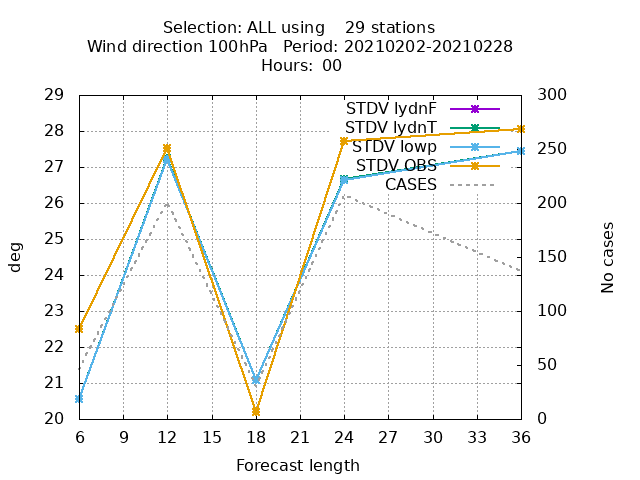 Selection: ALL using 29 stations
Wind direction 100hPa Period: 20210202-20210228
Hours: 00
29
28
27
26
25
24
23
22
21
20
deg
300
250
200
150
100
50
0
No cases
STDV lydnF
STDV lydnT
STDV lowp
STDV OBS
CASES
6 9 12 15 18 21 24 27 30 33 36
Forecast length